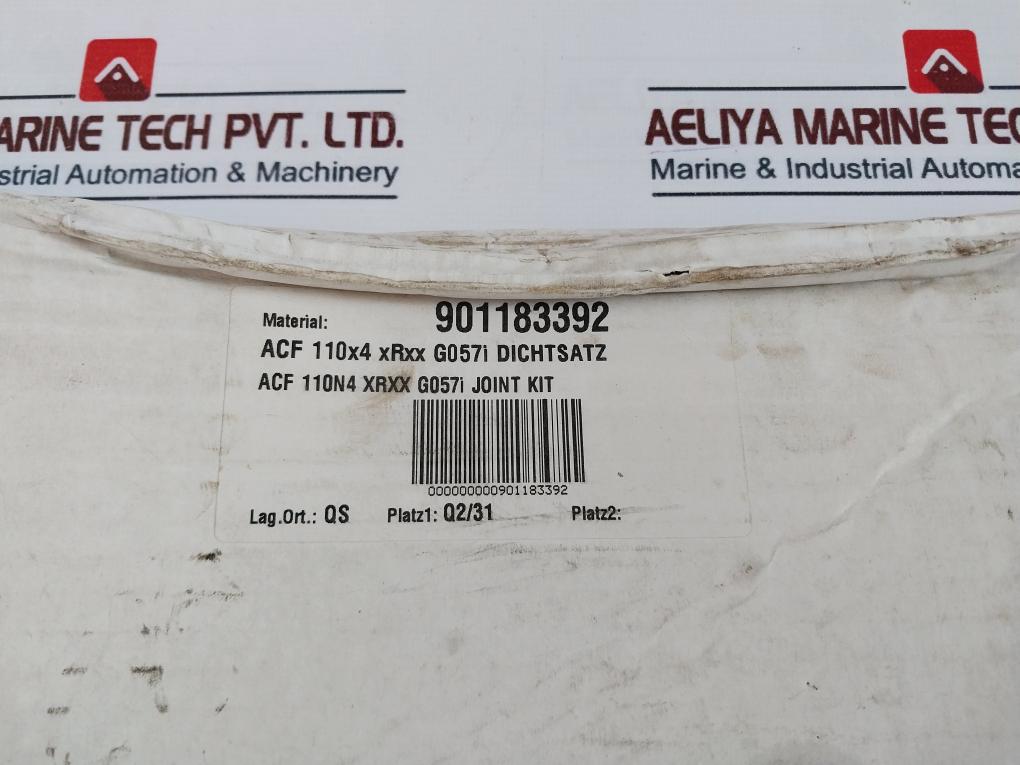 ARINE TECH PVT. LTD.
strial Automation & Machinery
AELIYA MARINE TEC
Marine & Industrial Automa
Material: 901183392
ACF 110x4 xRxx G057i DICHTSATZ
ACF 110N4 XRXX G057i JOINT KIT
000000000901183392
Lag.Ort.: QS Platz1: Q2/31 Platz2: